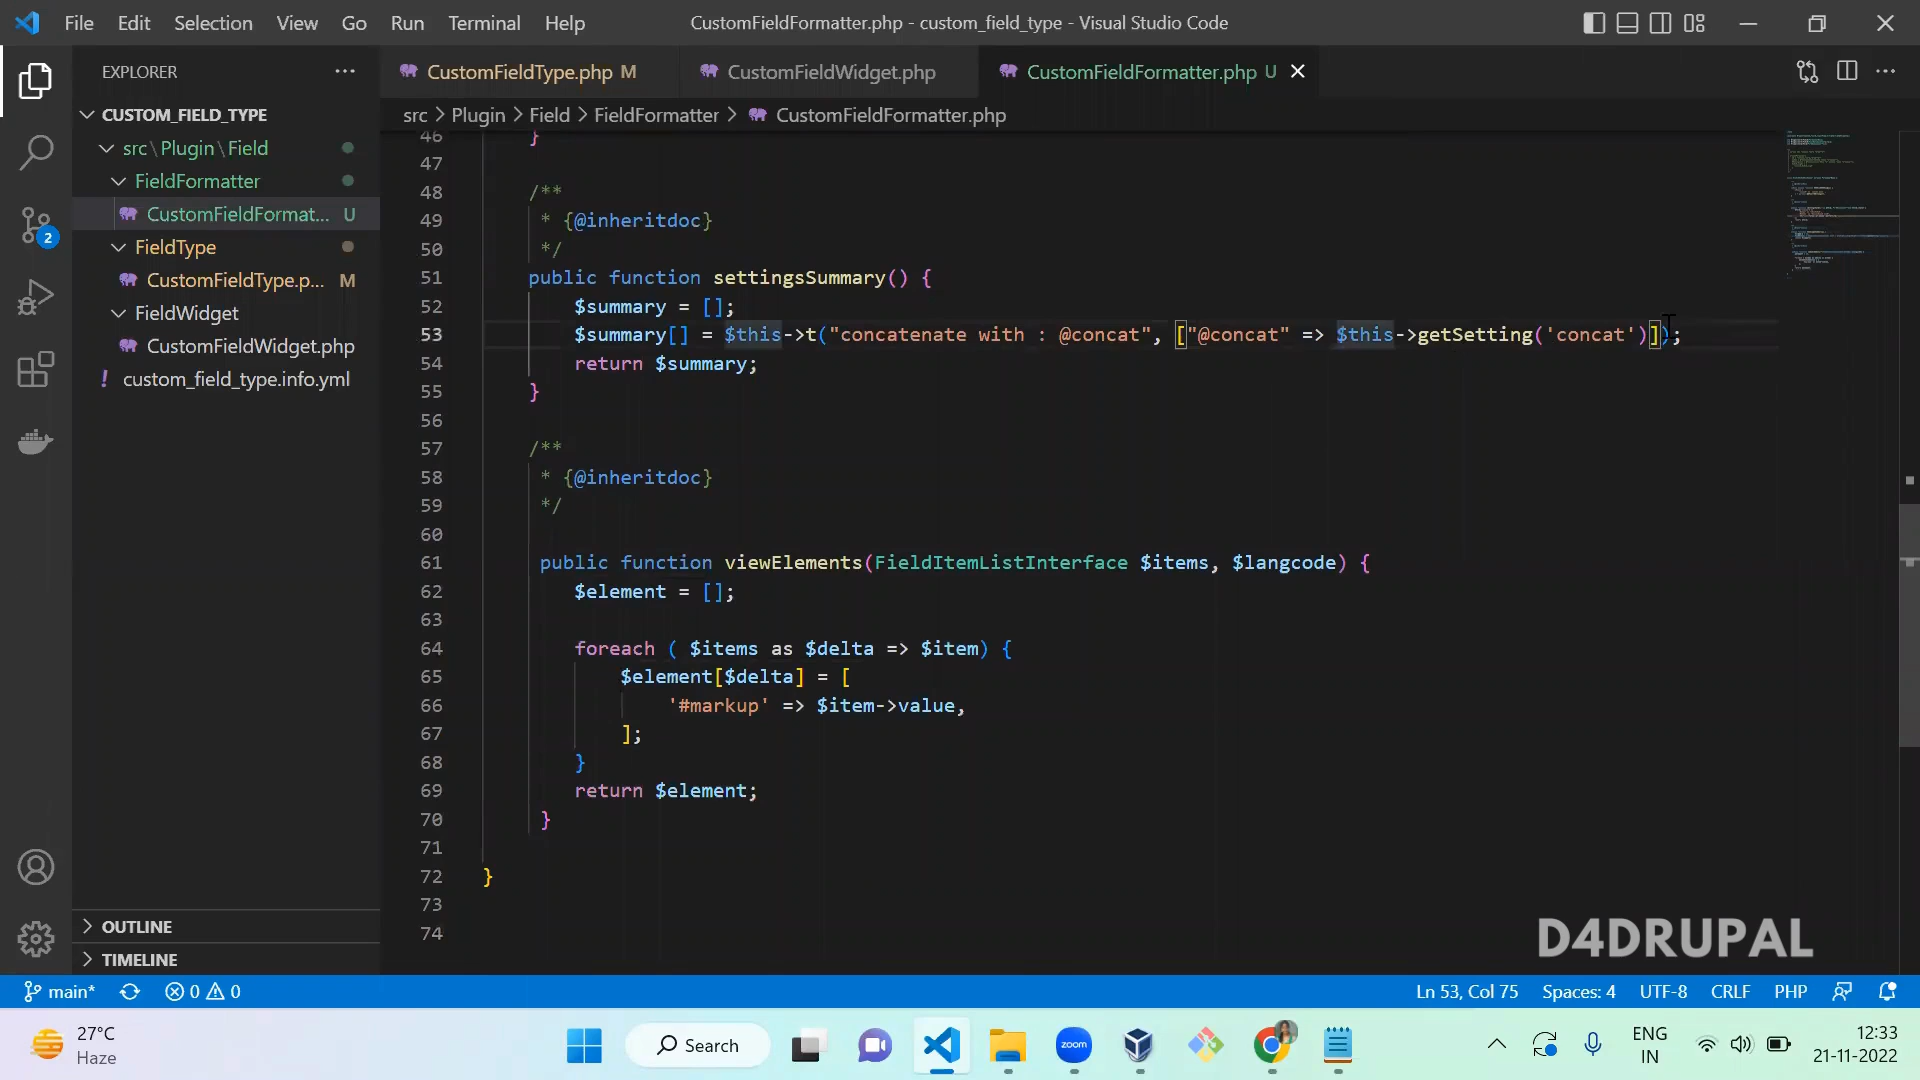 File Edit Selection View Go Run Terminal Help
CustomFieldFormatter.php - custom_field_type - Visual Studio Code
EXPLORER
CustomFieldType.php M
CustomFieldWidget.php
CustomFieldFormatter.php U
CUSTOM_FIELD_TYPE
src\Plugin\Field
FieldFormatter
CustomFieldFormat... U
FieldType
CustomFieldType.p... M
FieldWidget
CustomFieldWidget.php
! custom_field_type.info.yml
OUTLINE
TIMELINE
2
src > Plugin > Field > FieldFormatter > CustomFieldFormatter.php
46 }
47
48 /**
49 * {@inheritdoc}
50 */
51 public function settingsSummary() {
52 $summary = [];
53 $summary[] = $this->t("concatenate with : @concat", ["@concat" => $this->getSetting('concat')]);
54 return $summary;
55 }
56
57 /**
58 * {@inheritdoc}
59 */
60
61 public function viewElements(FieldItemListInterface $items, $langcode) {
62 $element = [];
63
64 foreach ( $items as $delta => $item) {
65 $element[$delta] = [
66 '#markup' => $item->value,
67 ];
68 }
69 return $element;
70 }
71
72 }
73
74
D4DRUPAL
main* 0 0
Ln 53, Col 75 Spaces: 4 UTF-8 CRLF PHP
27°C
Haze
Search
zoom
ENG
IN
12:33
21-11-2022